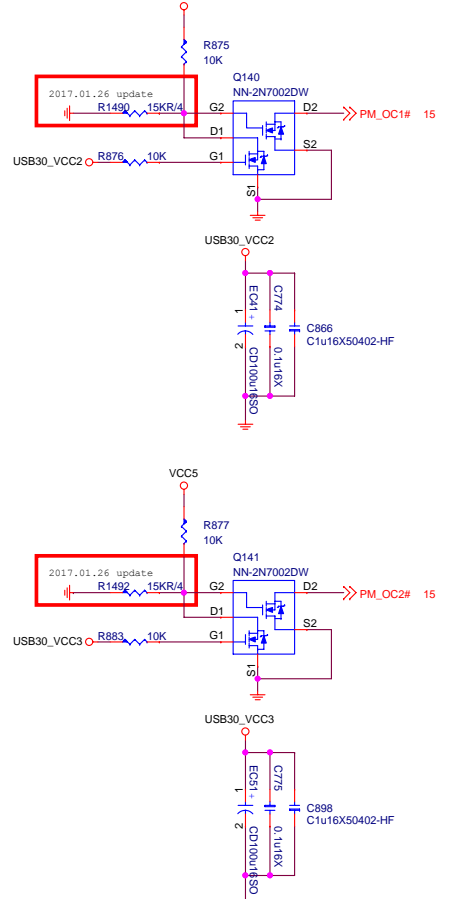 R875
10K
Q140
NN-2N7002DW
2017.01.26 update
R1490 15KR/4
G2
D2
PM_OC1# 15
D1
S2
USB30_VCC2
R876 10K
G1
S1
USB30_VCC2
1
EC41
+
2
CD100u16SO
C774
0.1u16X
C866
C1u16X50402-HF
VCC5
R877
10K
Q141
NN-2N7002DW
2017.01.26 update
R1492 15KR/4
G2
D2
PM_OC2# 15
D1
S2
USB30_VCC3
R883 10K
G1
S1
USB30_VCC3
1
EC51
+
2
CD100u16SO
C775
0.1u16X
C898
C1u16X50402-HF